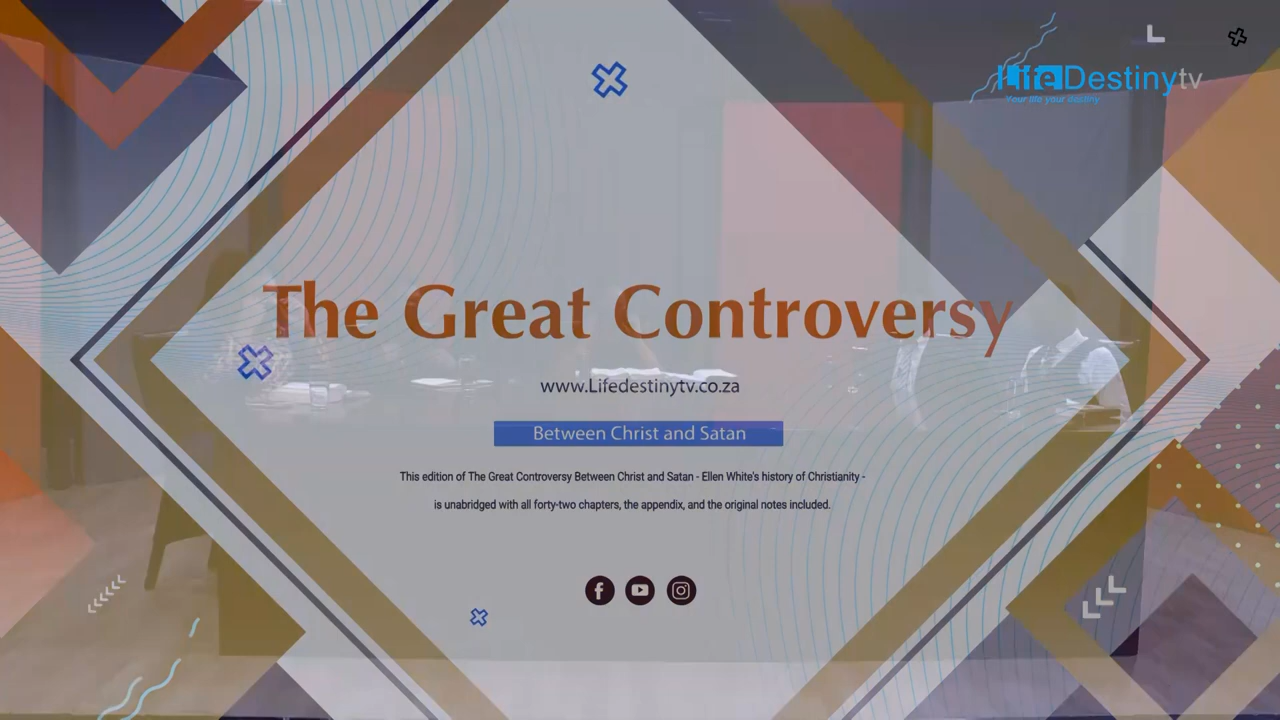 LifeDestinytv
Your life your destiny
The Great Controversy
www.Lifedestinytv.co.za
Between Christ and Satan
This edition of The Great Controversy Between Christ and Satan - Ellen White's history of Christianity -
is unabridged with all forty-two chapters, the appendix, and the original notes included.